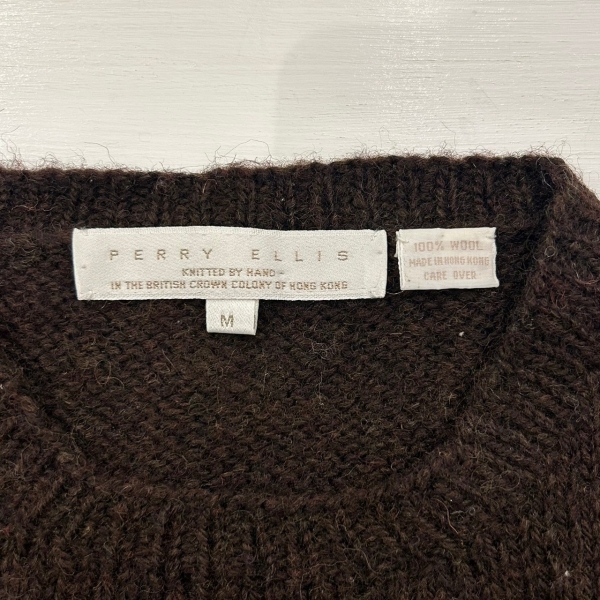 PERRY ELLIS
KNITTED BY HAND
IN THE BRITISH CROWN COLONY OF HONG KONG
M
100% WOOL
MADE IN HONG KONG
CARE OVER